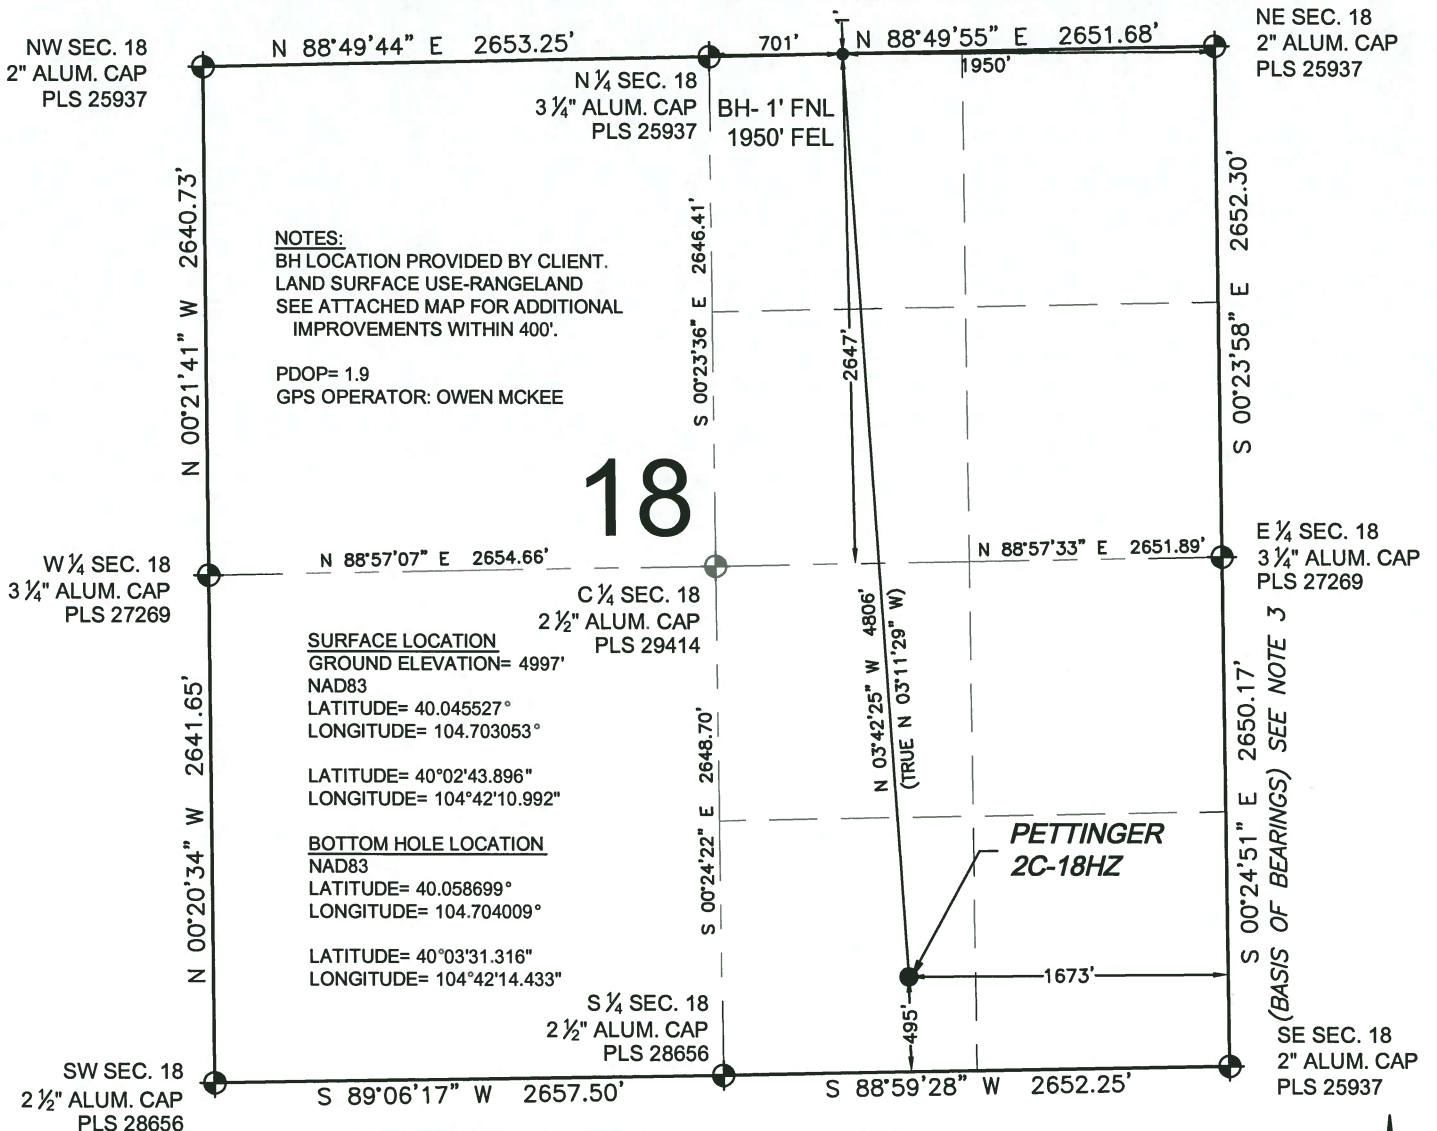 NW SEC. 18
2" ALUM. CAP
PLS 25937
N 88°49'44" E 2653.25'
N ¼ SEC. 18
3 ¼" ALUM. CAP
PLS 25937
701'
1'
N 88°49'55" E 2651.68'
1950'
NE SEC. 18
2" ALUM. CAP
PLS 25937
BH- 1' FNL
1950' FEL
N 00°21'41" W 2640.73'
NOTES:
BH LOCATION PROVIDED BY CLIENT.
LAND SURFACE USE-RANGELAND
SEE ATTACHED MAP FOR ADDITIONAL
IMPROVEMENTS WITHIN 400'.
PDOP= 1.9
GPS OPERATOR: OWEN MCKEE
S 00°23'36" E 2646.41'
2647'
S 00°23'58" E 2652.30'
18
W ¼ SEC. 18
3 ¼" ALUM. CAP
PLS 27269
N 88°57'07" E 2654.66'
C ¼ SEC. 18
2 ½" ALUM. CAP
PLS 29414
N 88°57'33" E 2651.89'
E ¼ SEC. 18
3 ¼" ALUM. CAP
PLS 27269
N 00°20'34" W 2641.65'
SURFACE LOCATION
GROUND ELEVATION= 4997'
NAD83
LATITUDE= 40.045527°
LONGITUDE= 104.703053°
LATITUDE= 40°02'43.896"
LONGITUDE= 104°42'10.992"
BOTTOM HOLE LOCATION
NAD83
LATITUDE= 40.058699°
LONGITUDE= 104.704009°
LATITUDE= 40°03'31.316"
LONGITUDE= 104°42'14.433"
S 00°24'22" E 2648.70'
N 03°42'25" W 4806'
(TRUE N 03°11'29" W)
PETTINGER
2C-18HZ
1673'
495'
S 00°24'51" E 2650.17'
(BASIS OF BEARINGS) SEE NOTE 3
SW SEC. 18
2 ½" ALUM. CAP
PLS 28656
S 89°06'17" W 2657.50'
S ¼ SEC. 18
2 ½" ALUM. CAP
PLS 28656
S 88°59'28" W 2652.25'
SE SEC. 18
2" ALUM. CAP
PLS 25937